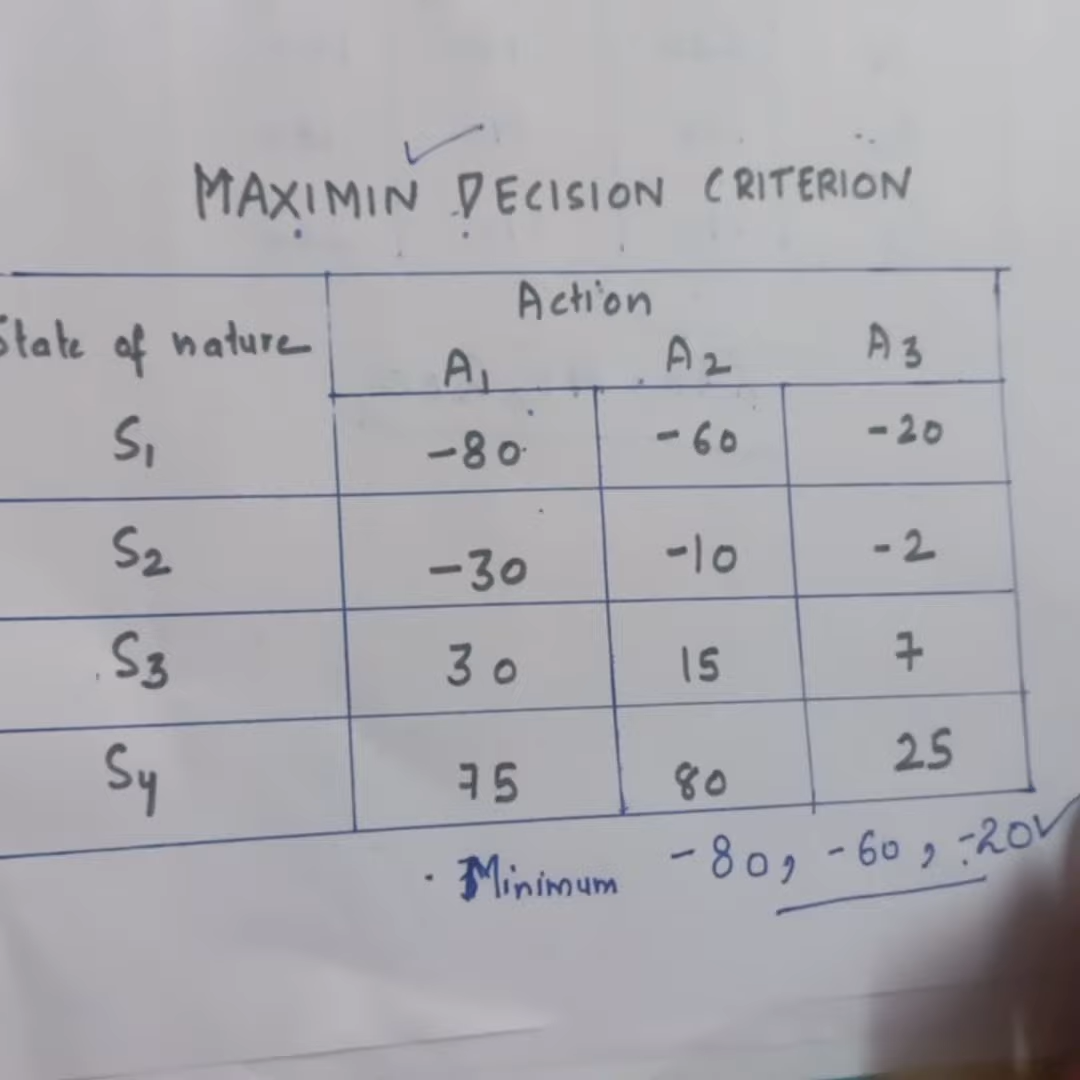 MAXIMIN DECISION CRITERION
State of nature Action
A1 A2 A3
S1 -80 -60 -20
S2 -30 -10 -2
S3 30 15 7
S4 75 80 25
Minimum -80, -60, -20✓